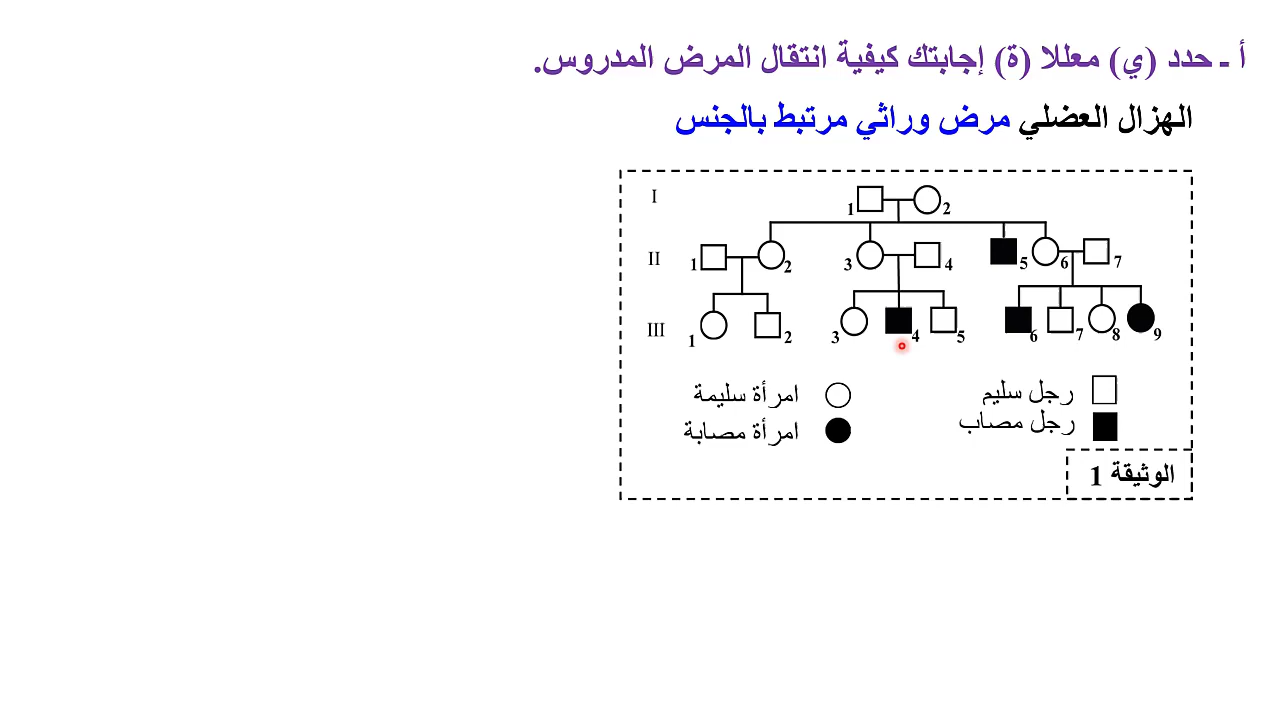 أ ـ حدد (ي) معللا (ة) إجابتك كيفية انتقال المرض المدروس.
الهزال العضلي مرض وراثي مرتبط بالجنس
I
1 2
II
1 2 3 4 5 6 7
III
1 2 3 4 5 6 7 8 9
رجل سليم
امرأة سليمة
رجل مصاب
امرأة مصابة
الوثيقة 1